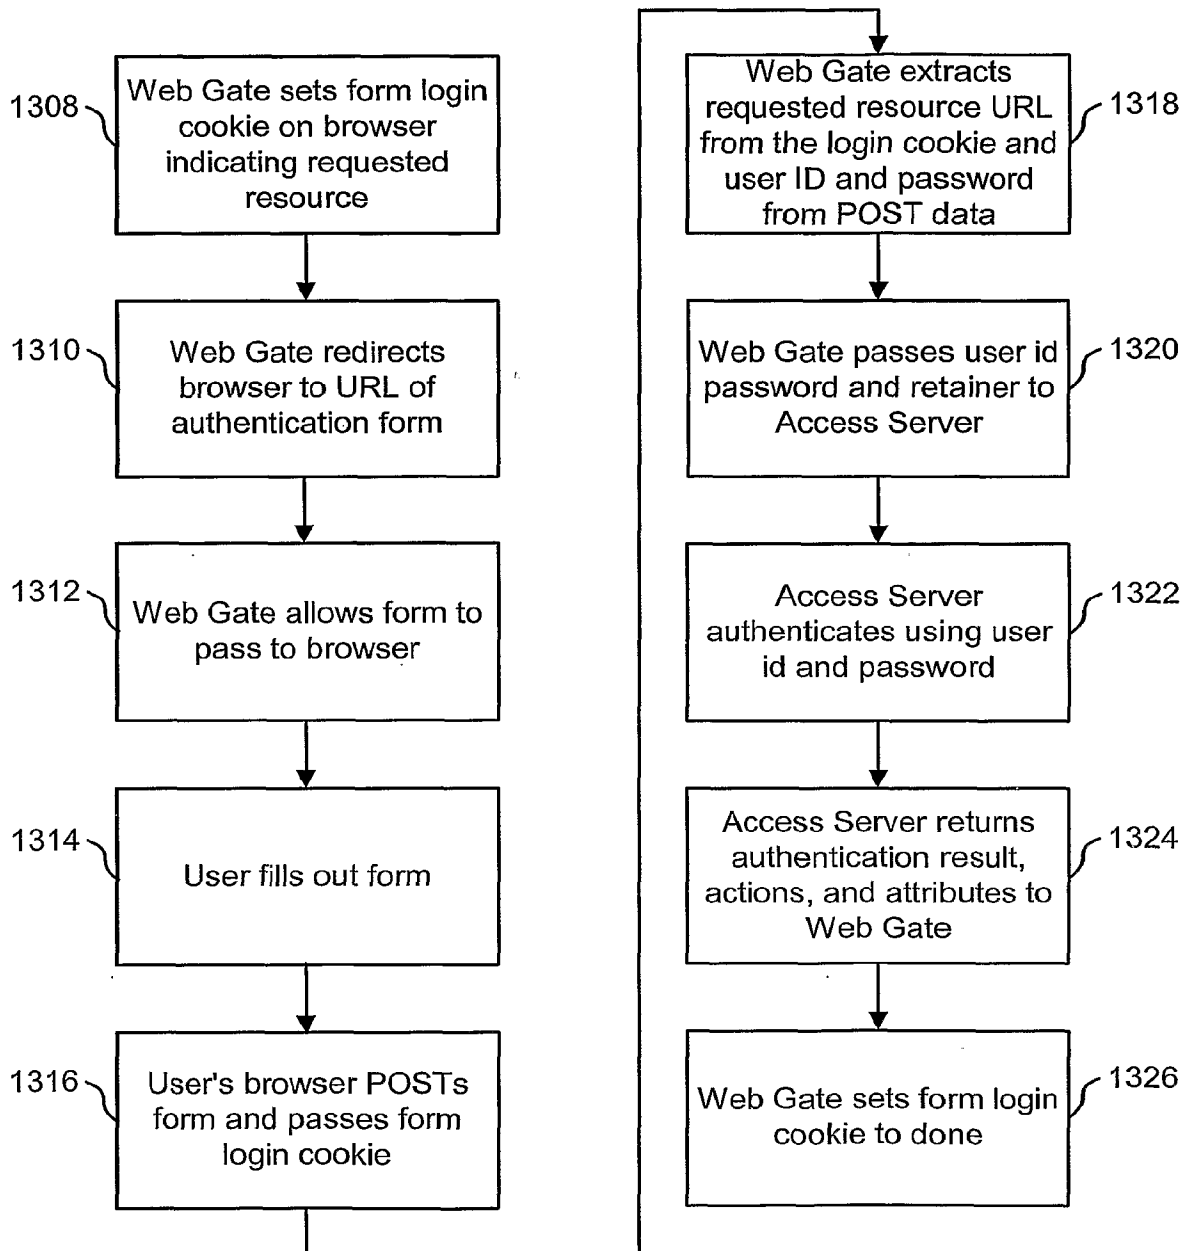 1308
Web Gate sets form login
cookie on browser
indicating requested
resource
1310
Web Gate redirects
browser to URL of
authentication form
1312
Web Gate allows form to
pass to browser
1314
User fills out form
1316
User's browser POSTs
form and passes form
login cookie
Web Gate extracts
requested resource URL
from the login cookie and
user ID and password
from POST data
1318
Web Gate passes user id
password and retainer to
Access Server
1320
Access Server
authenticates using user
id and password
1322
Access Server returns
authentication result,
actions, and attributes to
Web Gate
1324
Web Gate sets form login
cookie to done
1326